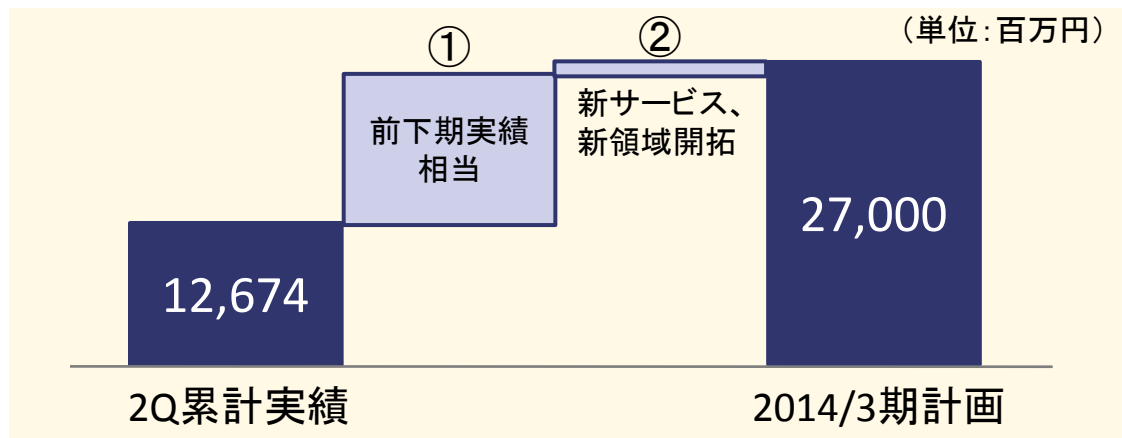 (単位:百万円)
①
②
前下期実績
相当
新サービス、
新領域開拓
12,674
27,000
2Q累計実績
2014/3期計画